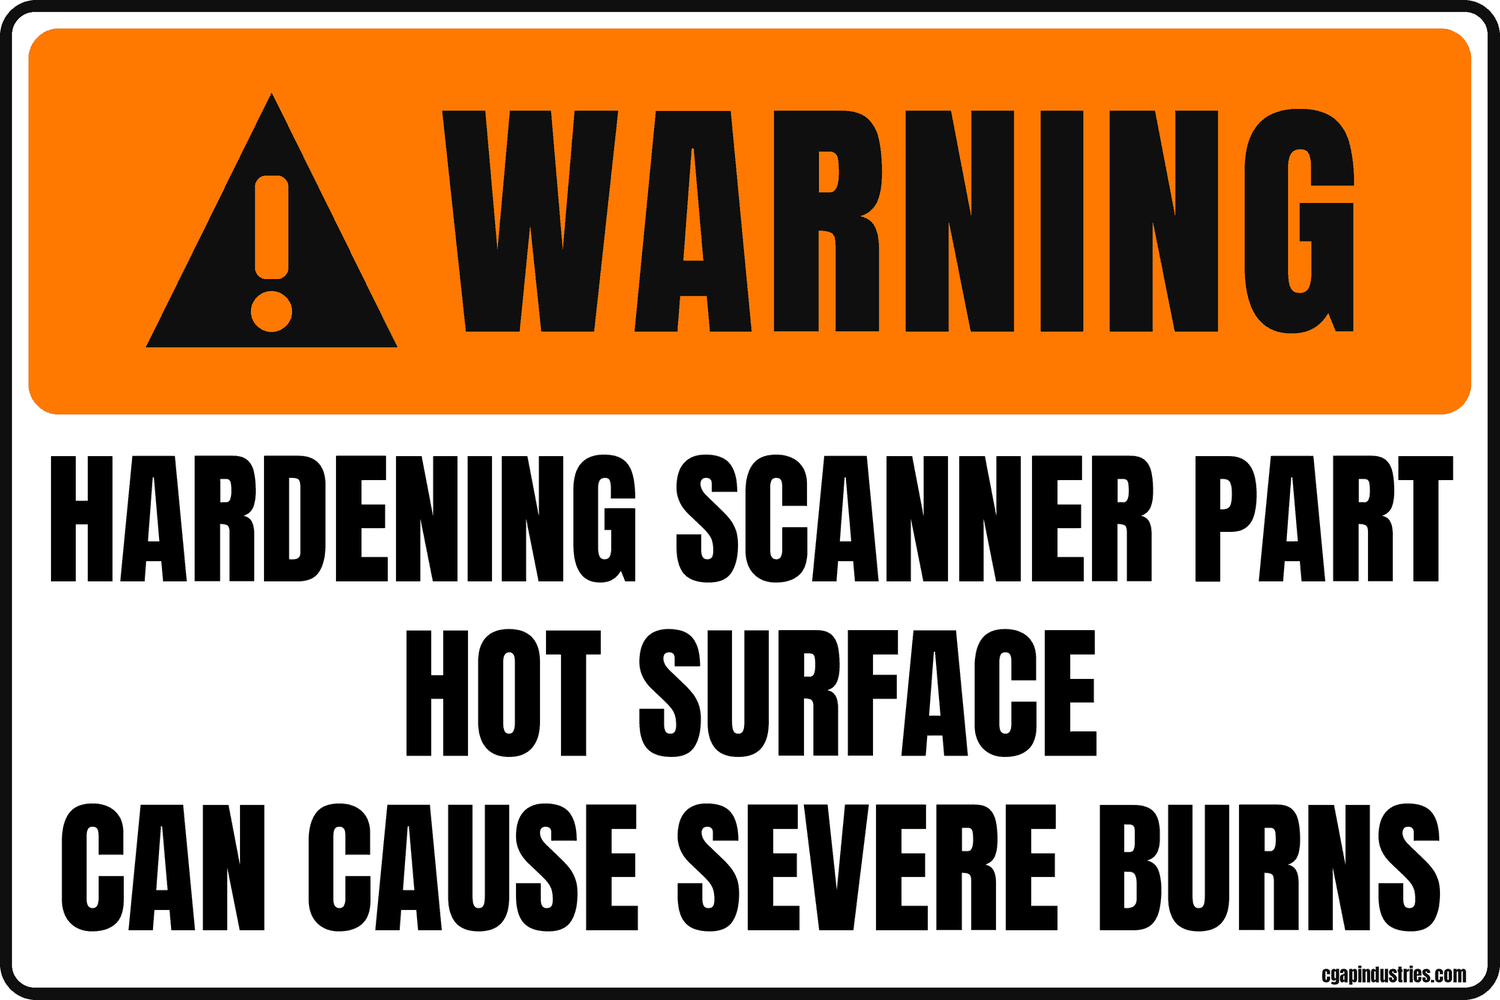 WARNING
HARDENING SCANNER PART
HOT SURFACE
CAN CAUSE SEVERE BURNS
cgapindustries.com